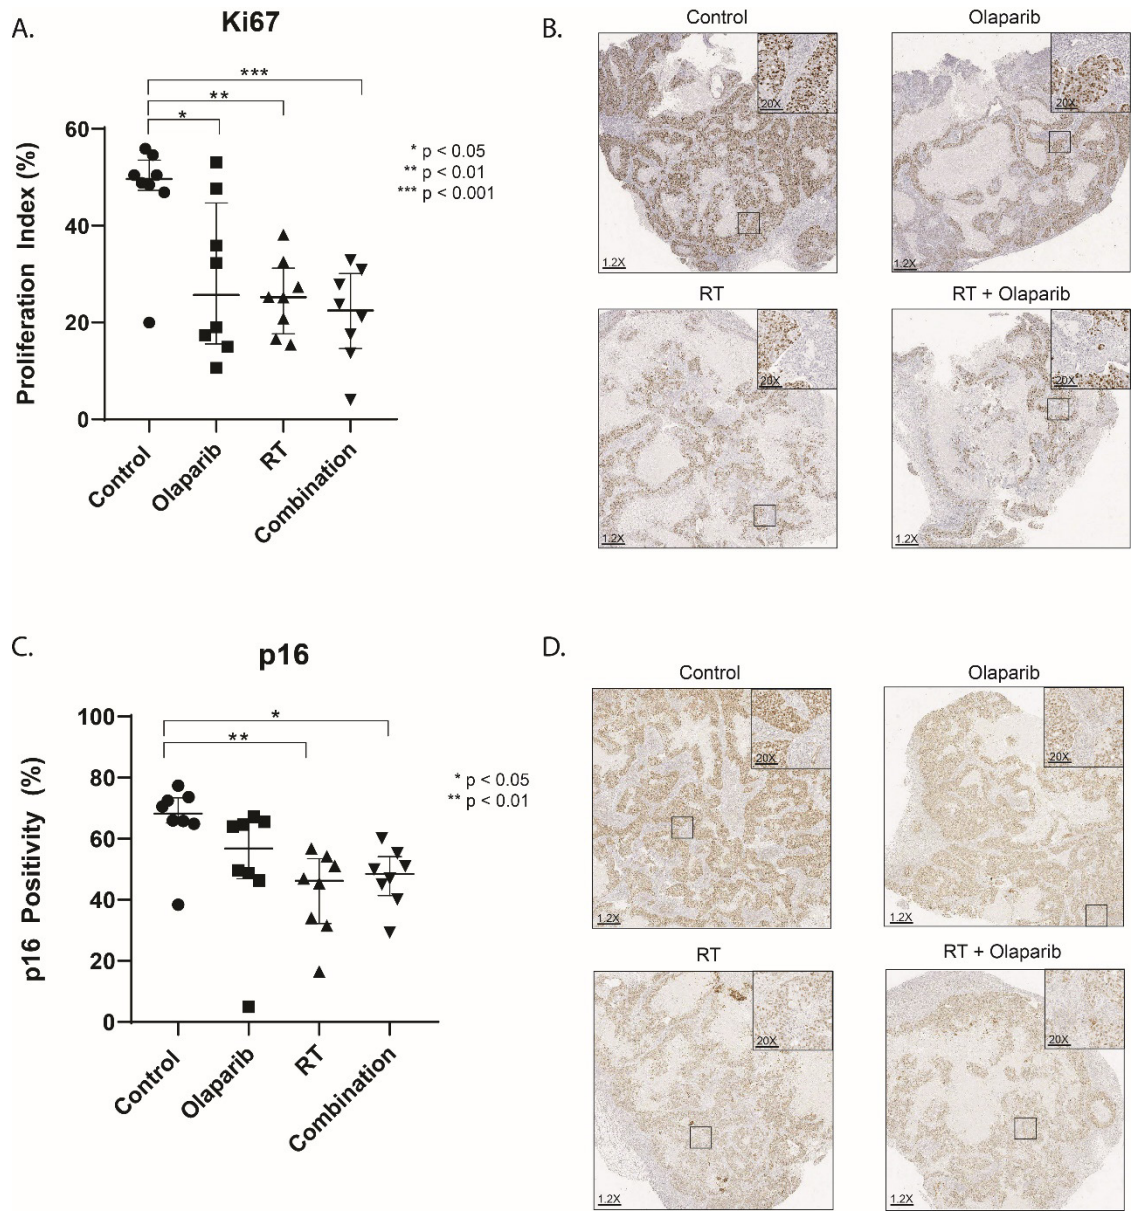 A.
Ki67
***
**
*
* p < 0.05
** p < 0.01
*** p < 0.001
Proliferation Index (%)
60
40
20
0
Control
Olaparib
RT
Combination
B.
Control
Olaparib
20X
1.2X
20X
1.2X
RT
RT + Olaparib
20X
1.2X
20X
1.2X
C.
p16
*
**
* p < 0.05
** p < 0.01
p16 Positivity (%)
100
80
60
40
20
0
Control
Olaparib
RT
Combination
D.
Control
Olaparib
20X
1.2X
20X
1.2X
RT
RT + Olaparib
20X
1.2X
20X
1.2X